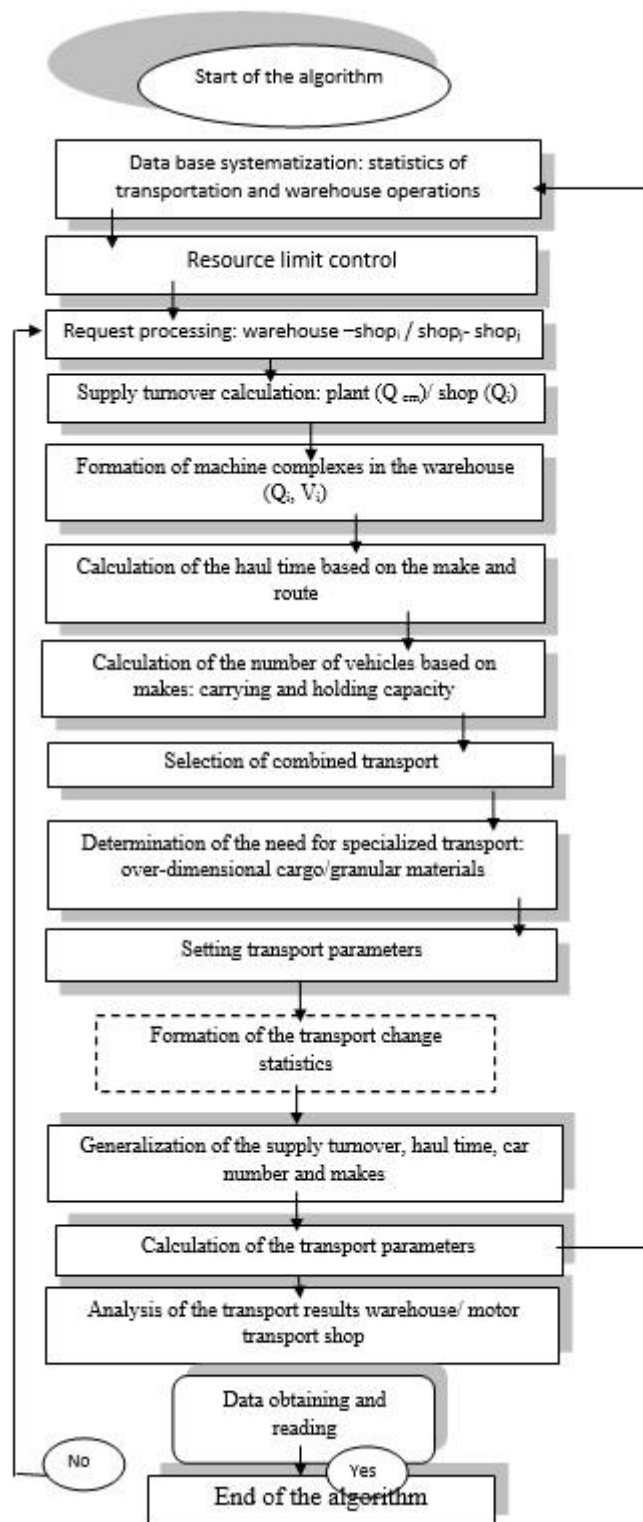 Start of the algorithm
Data base systematization: statistics of
transportation and warehouse operations
Resource limit control
Request processing: warehouse –shopᵢ / shopⱼ- shopⱼ
Supply turnover calculation: plant (Q cm)/ shop (Qᵢ)
Formation of machine complexes in the warehouse
(Qᵢ, Vᵢ)
Calculation of the haul time based on the make and
route
Calculation of the number of vehicles based on
makes: carrying and holding capacity
Selection of combined transport
Determination of the need for specialized transport:
over-dimensional cargo/granular materials
Setting transport parameters
Formation of the transport change
statistics
Generalization of the supply turnover, haul time, car
number and makes
Calculation of the transport parameters
Analysis of the transport results warehouse/ motor
transport shop
Data obtaining and
reading
No
Yes
End of the algorithm